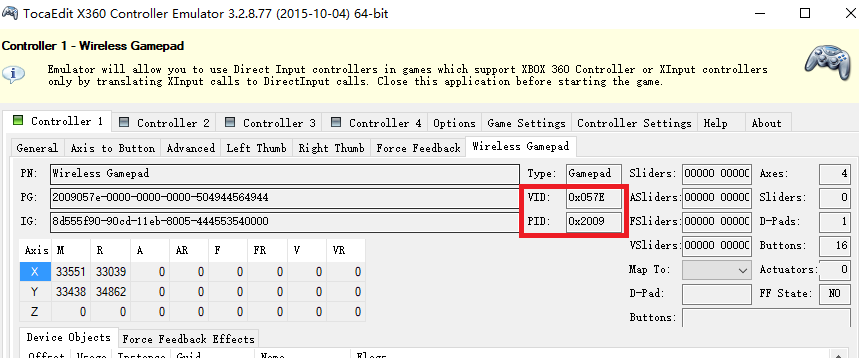 TocaEdit X360 Controller Emulator 3.2.8.77 (2015-10-04) 64-bit
Controller 1 - Wireless Gamepad
Emulator will allow you to use Direct Input controllers in games which support XBOX 360 Controller or XInput controllers
only by translating XInput calls to DirectInput calls. Close this application before starting the game.
Controller 1 Controller 2 Controller 3 Controller 4 Options Game Settings Controller Settings Help About
General Axis to Button Advanced Left Thumb Right Thumb Force Feedback Wireless Gamepad
PN: Wireless Gamepad Type: Gamepad Sliders: 00000 00000 Axes: 4
PG: 2009057e-0000-0000-0000-504944564944 VID: 0x057E ASliders: 00000 00000 Sliders: 0
IG: 8d555f90-90cd-11eb-8005-444553540000 PID: 0x2009 FSliders: 00000 00000 D-Pads: 1
VSliders: 00000 00000 Buttons: 16
Axis M R A AR F FR V VR
X 33551 33039 0 0 0 0 0 0
Y 33438 34862 0 0 0 0 0 0
Z 0 0 0 0 0 0 0 0
Map To: Actuators: 0
D-Pad: FF State: NO
Buttons:
Device Objects Force Feedback Effects
Offset Usage Instance Guid Name Flags